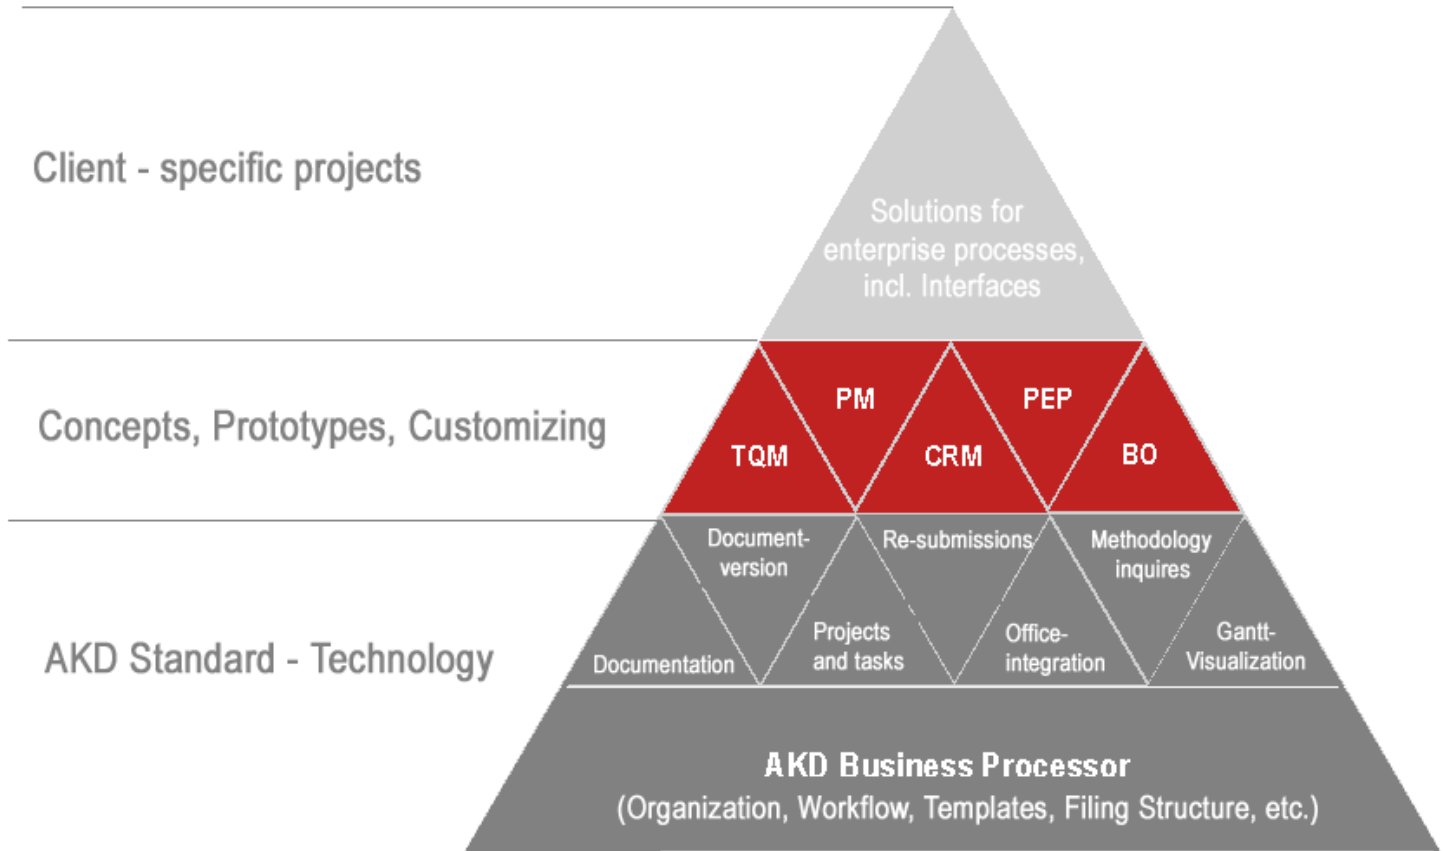 Client - specific projects
Solutions for
enterprise processes,
incl. Interfaces
Concepts, Prototypes, Customizing
TQM
PM
CRM
PEP
BO
AKD Standard - Technology
Documentation
Document-
version
Projects
and tasks
Re-submissions
Office-
integration
Methodology
inquires
Gantt-
Visualization
AKD Business Processor
(Organization, Workflow, Templates, Filing Structure, etc.)